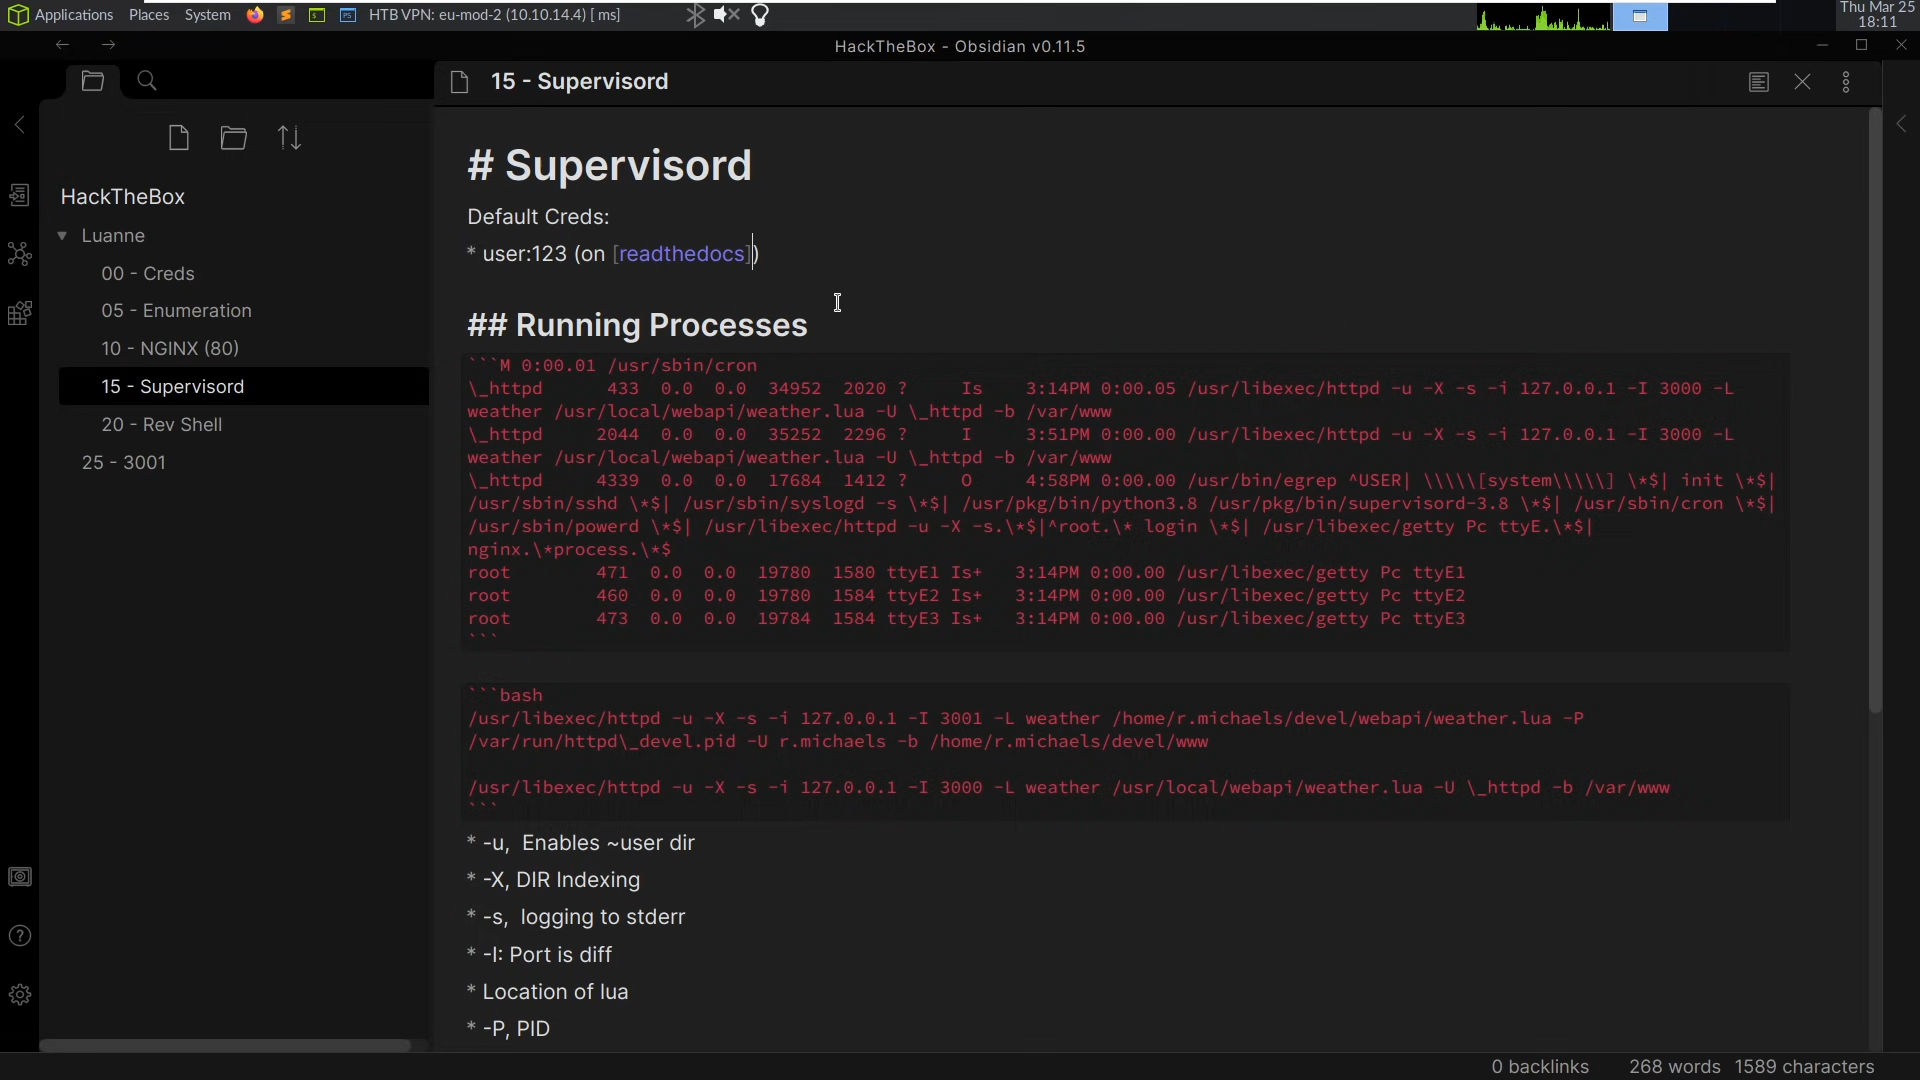 Applications Places System HTB VPN: eu-mod-2 (10.10.14.4) [ ms] Thu Mar 25
18:11
HackTheBox - Obsidian v0.11.5
15 - Supervisord
HackTheBox
Luanne
00 - Creds
05 - Enumeration
10 - NGINX (80)
15 - Supervisord
20 - Rev Shell
25 - 3001
# Supervisord
Default Creds:
* user:123 (on [readthedocs])
## Running Processes
```M 0:00.01 /usr/sbin/cron
\_httpd 433 0.0 0.0 34952 2020 ? Is 3:14PM 0:00.05 /usr/libexec/httpd -u -X -s -i 127.0.0.1 -I 3000 -L
weather /usr/local/webapi/weather.lua -U \_httpd -b /var/www
\_httpd 2044 0.0 0.0 35252 2296 ? I 3:51PM 0:00.00 /usr/libexec/httpd -u -X -s -i 127.0.0.1 -I 3000 -L
weather /usr/local/webapi/weather.lua -U \_httpd -b /var/www
\_httpd 4339 0.0 0.0 17684 1412 ? O 4:58PM 0:00.00 /usr/bin/egrep ^USER| \\\\\[system\\\\\] \*$| init \*$|
/usr/sbin/sshd \*$| /usr/sbin/syslogd -s \*$| /usr/pkg/bin/python3.8 /usr/pkg/bin/supervisord-3.8 \*$| /usr/sbin/cron \*$|
/usr/sbin/powerd \*$| /usr/libexec/httpd -u -X -s.\*$|^root.\* login \*$| /usr/libexec/getty Pc ttyE.\*$|
nginx.\*process.\*$
root 471 0.0 0.0 19780 1580 ttyE1 Is+ 3:14PM 0:00.00 /usr/libexec/getty Pc ttyE1
root 460 0.0 0.0 19780 1584 ttyE2 Is+ 3:14PM 0:00.00 /usr/libexec/getty Pc ttyE2
root 473 0.0 0.0 19784 1584 ttyE3 Is+ 3:14PM 0:00.00 /usr/libexec/getty Pc ttyE3
```
```bash
/usr/libexec/httpd -u -X -s -i 127.0.0.1 -I 3001 -L weather /home/r.michaels/devel/webapi/weather.lua -P
/var/run/httpd\_devel.pid -U r.michaels -b /home/r.michaels/devel/www
/usr/libexec/httpd -u -X -s -i 127.0.0.1 -I 3000 -L weather /usr/local/webapi/weather.lua -U \_httpd -b /var/www
```
* -u, Enables ~user dir
* -X, DIR Indexing
* -s, logging to stderr
* -I: Port is diff
* Location of lua
* -P, PID
0 backlinks 268 words 1589 characters